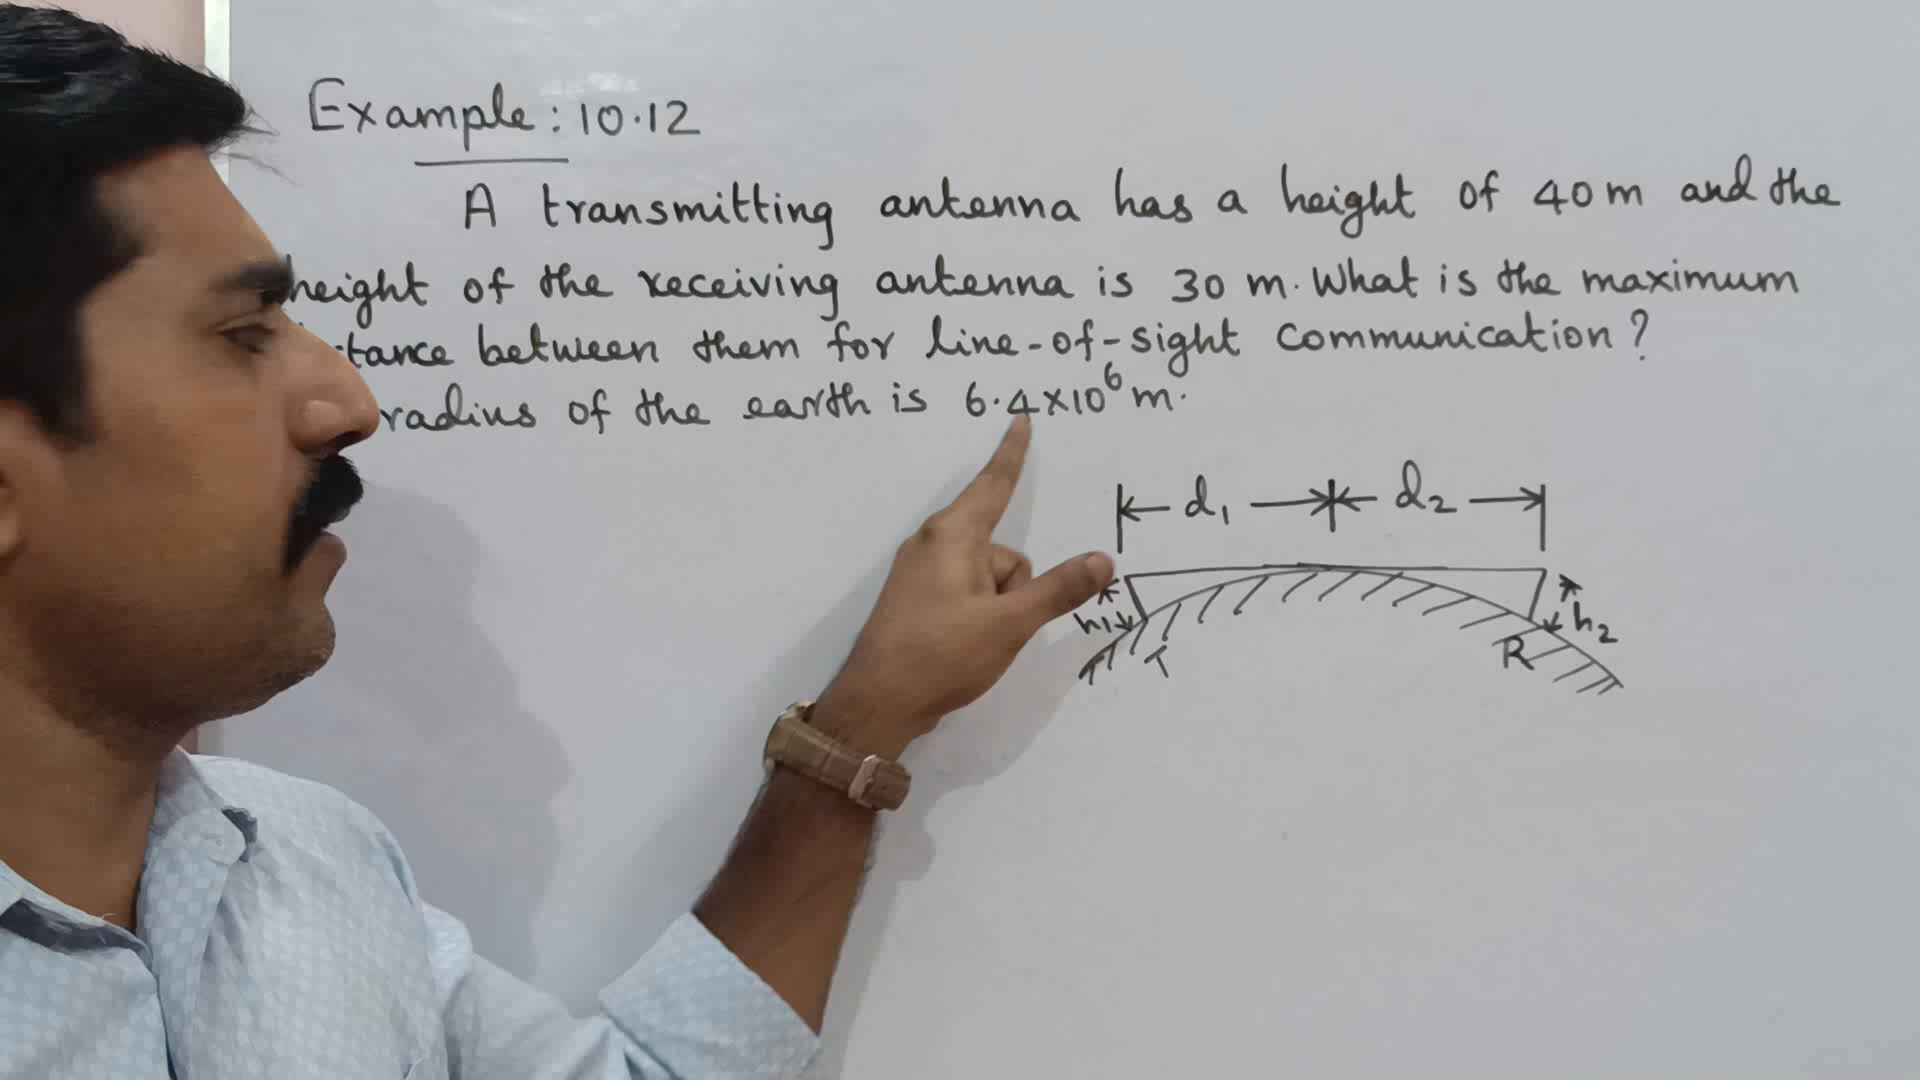 Example: 10.12
A transmitting antenna has a height of 40 m and the
height of the receiving antenna is 30 m. What is the maximum
tance between them for line-of-sight communication?
radius of the earth is 6.4×10⁶ m.
d₁ d₂
h₁ h₂
T R